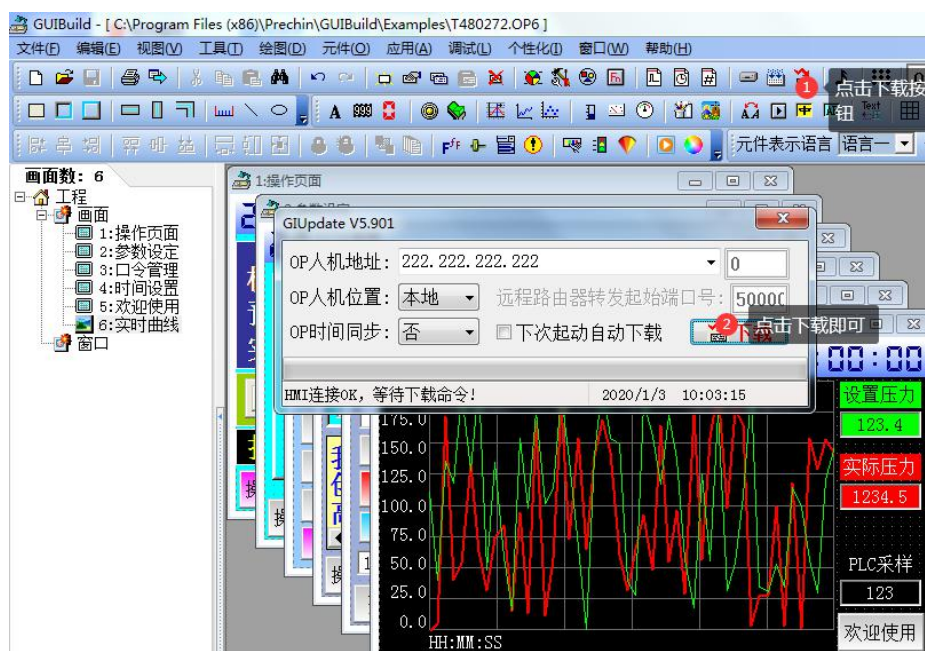 GUIBuild - [ C:\Program Files (x86)\Prechin\GUIBuild\Examples\T480272.OP6 ]
文件(F) 编辑(E) 视图(V) 工具(T) 绘图(D) 元件(O) 应用(A) 调试(L) 个性化(I) 窗口(W) 帮助(H)
1 点击下载按钮
元件表示语言 语言一
画面数: 6
工程
画面
1:操作页面
2:参数设定
3:口令管理
4:时间设置
5:欢迎使用
6:实时曲线
窗口
1:操作页面
GIUpdate V5.901
OP人机地址: 222.222.222.222 0
OP人机位置: 本地 远程路由器转发起始端口号: 5000
OP时间同步: 否 下次起动自动下载 下载
2 点击下载即可
HMI连接OK, 等待下载命令! 2020/1/3 10:03:15
:00:00
设置压力
123.4
实际压力
1234.5
PLC采样
123
欢迎使用
175.0
150.0
125.0
100.0
75.0
50.0
25.0
0.0
HH:MM:SS